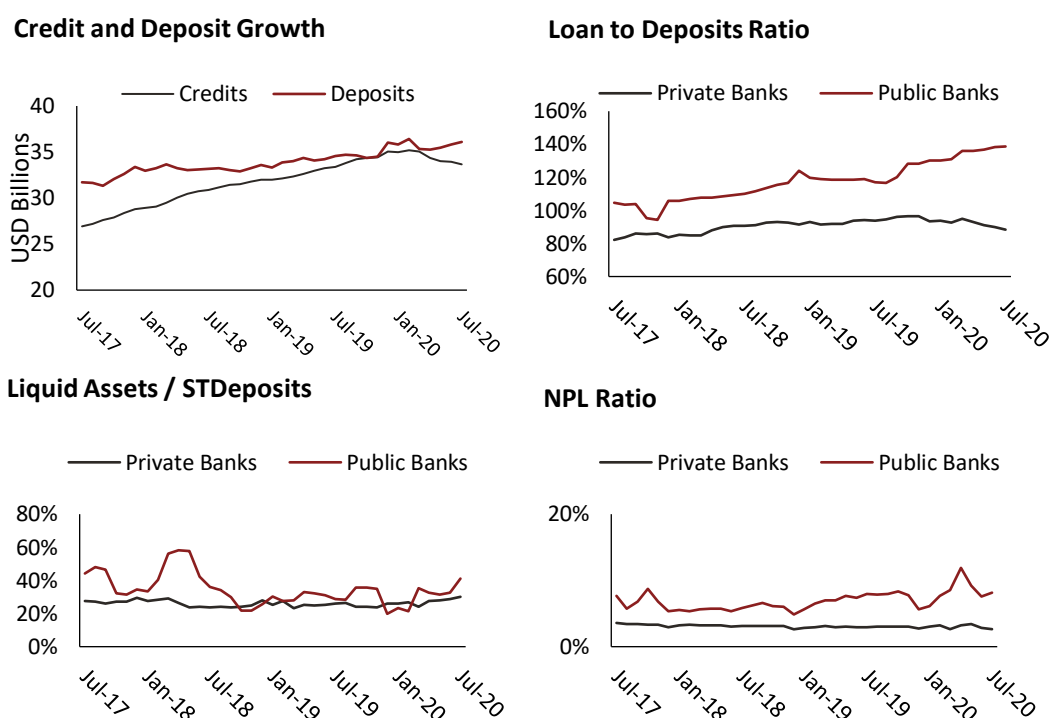 Credit and Deposit Growth
Credits Deposits
USD Billions
40
35
30
25
20
Jul-17 Jan-18 Jul-18 Jan-19 Jul-19 Jan-20 Jul-20
Loan to Deposits Ratio
Private Banks Public Banks
160%
140%
120%
100%
80%
60%
Jul-17 Jan-18 Jul-18 Jan-19 Jul-19 Jan-20 Jul-20
Liquid Assets / STDeposits
Private Banks Public Banks
80%
60%
40%
20%
0%
Jul-17 Jan-18 Jul-18 Jan-19 Jul-19 Jan-20 Jul-20
NPL Ratio
Private Banks Public Banks
20%
0%
Jul-17 Jan-18 Jul-18 Jan-19 Jul-19 Jan-20 Jul-20